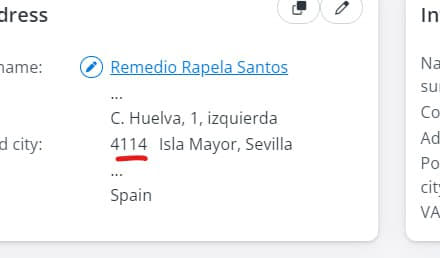 dress
name:
Remedio Rapela Santos
...
C. Huelva, 1, izquierda
d city:
4114 Isla Mayor, Sevilla
...
Spain
In
Na
su
Co
Ad
Po
city
VA